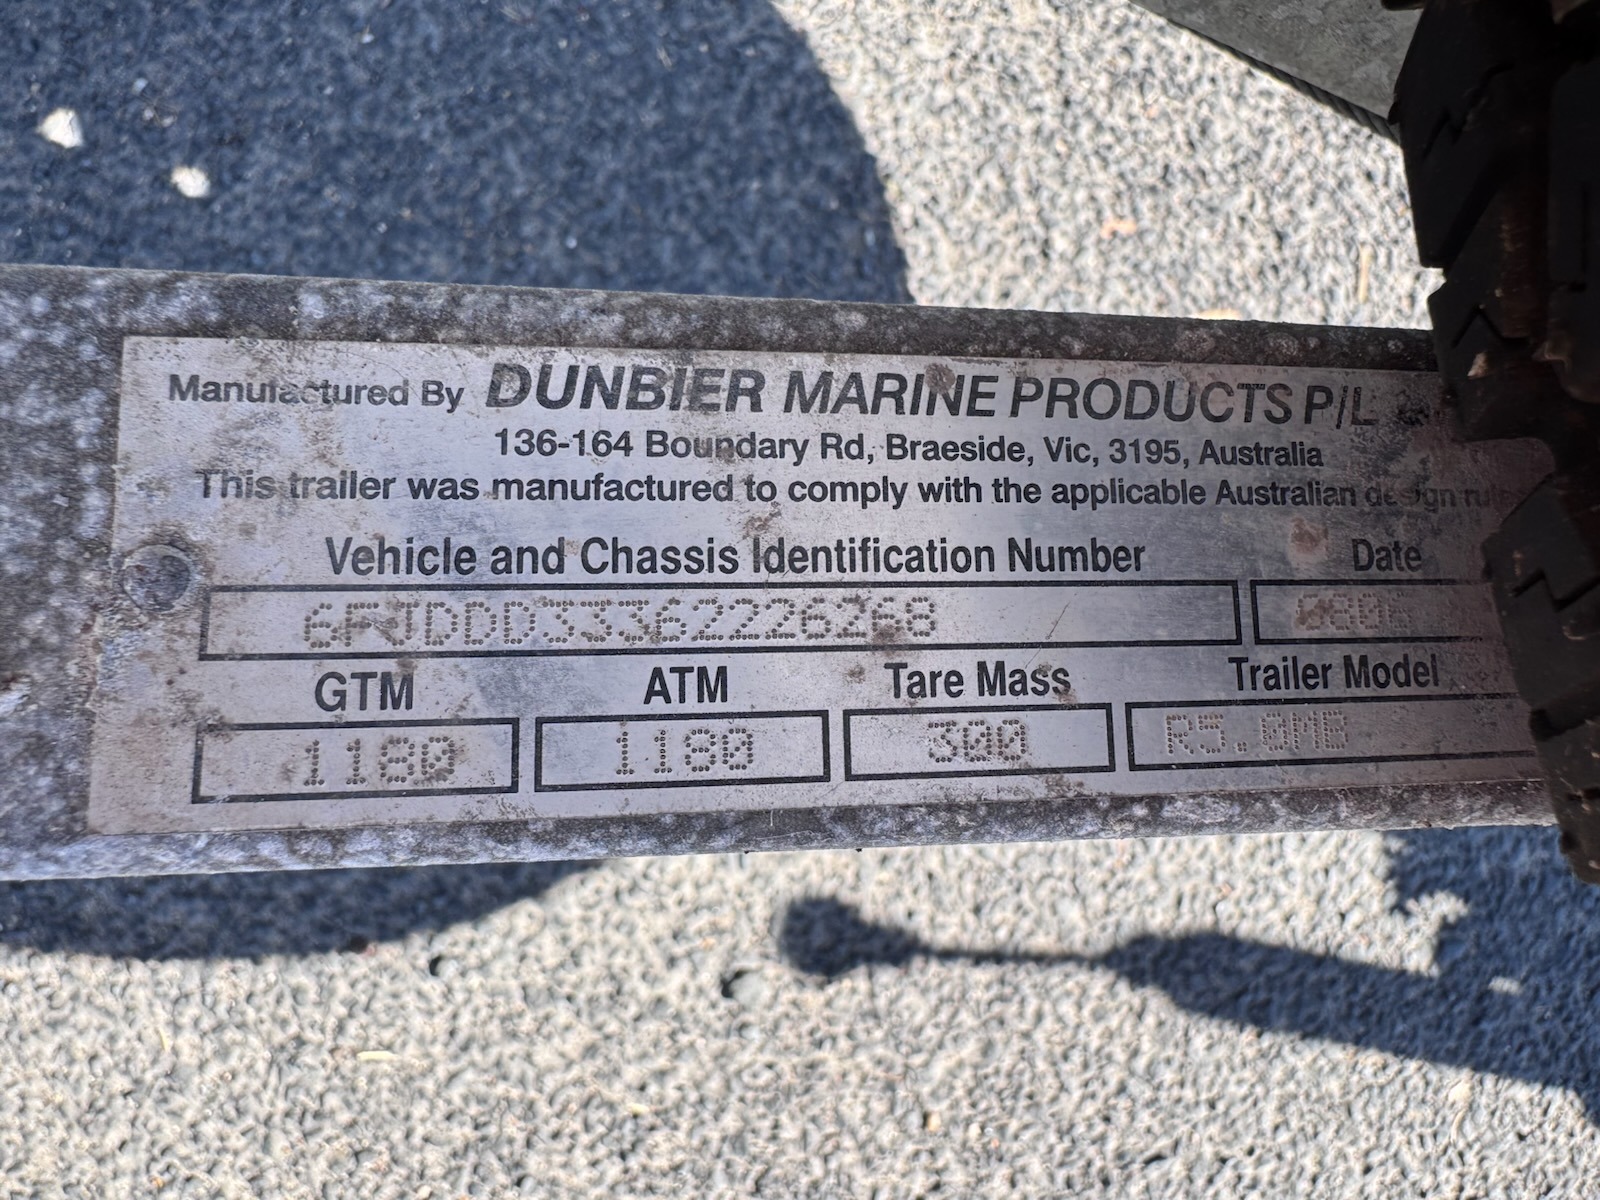 Manufactured By DUNBIER MARINE PRODUCTS P/L
136-164 Boundary Rd, Braeside, Vic, 3195, Australia
This trailer was manufactured to comply with the applicable Australian design
Vehicle and Chassis Identification Number Date
6FJDDD33362226268
GTM ATM Tare Mass Trailer Model
1180 1180 300 R5.0MB